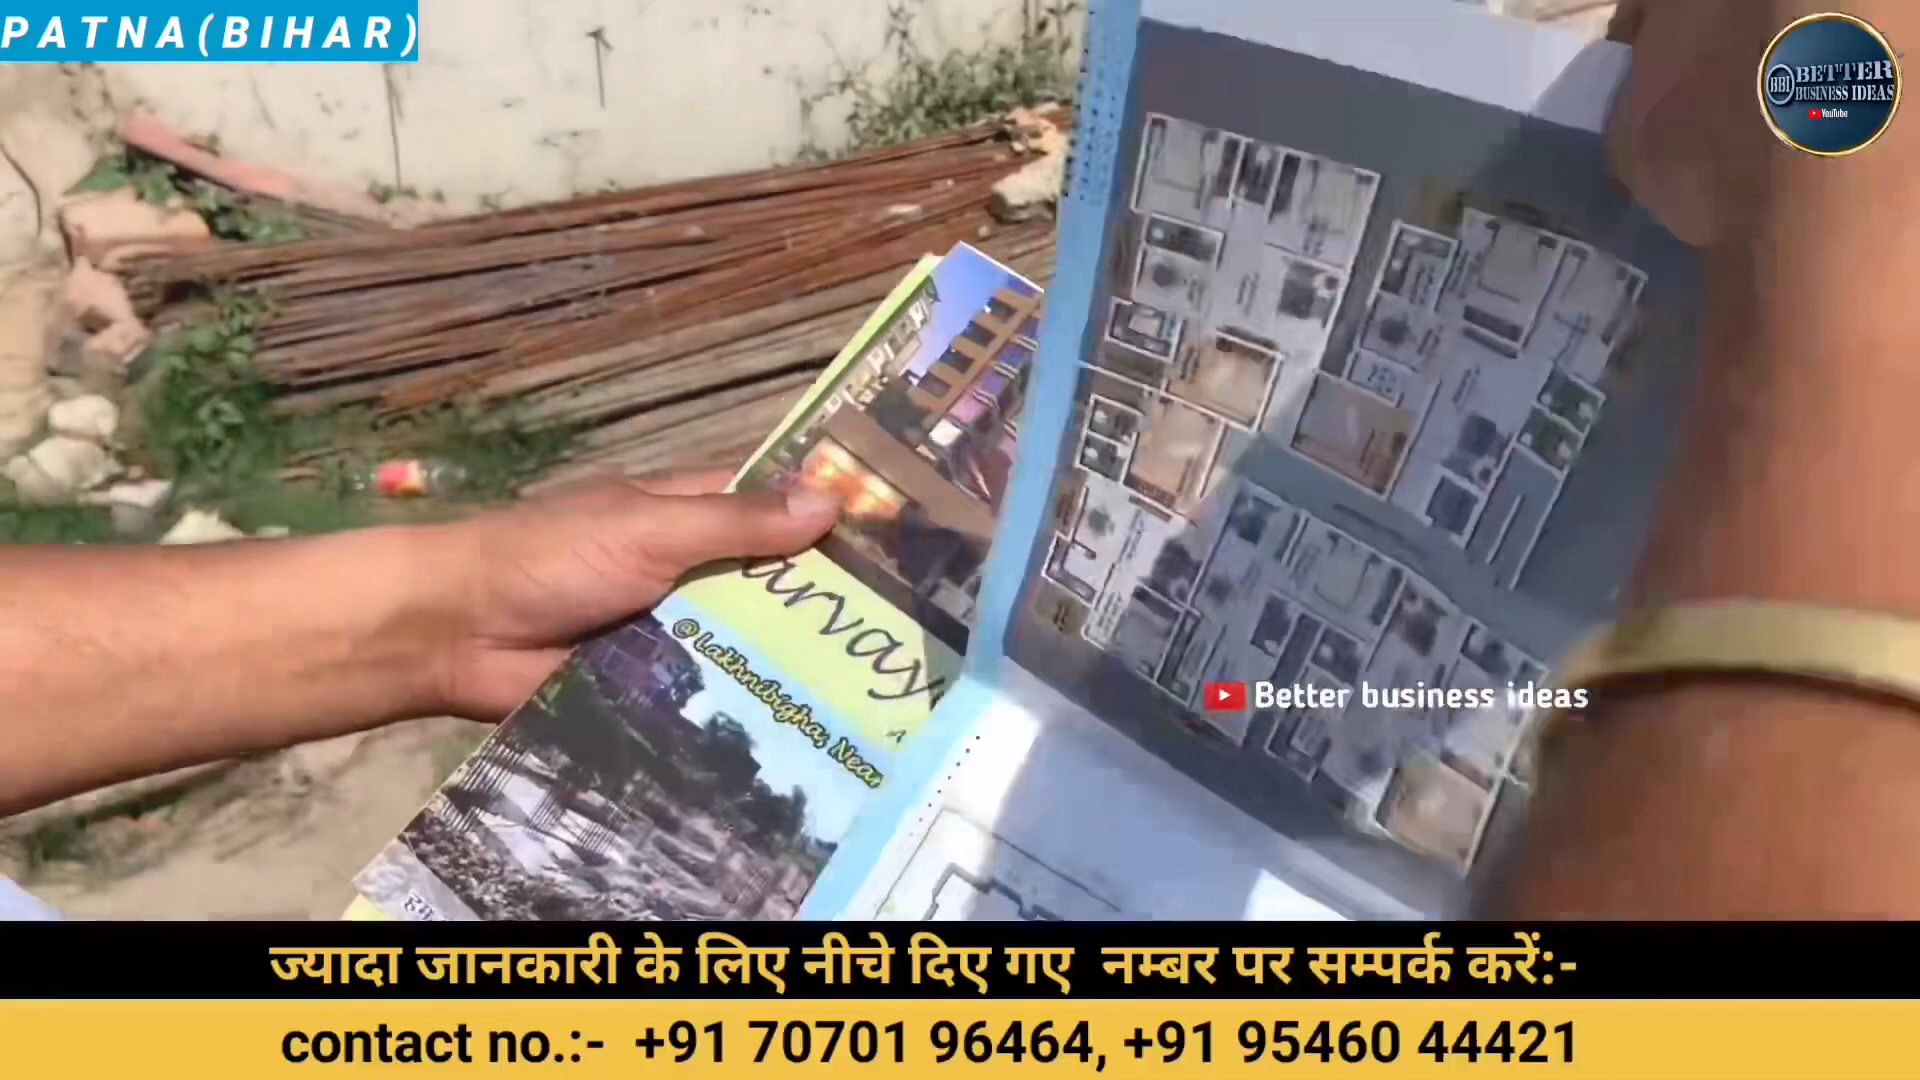 PATNA(BIHAR)
BBI BETTER
BUSINESS IDEAS
YouTube
arvay
@ Lakhnibigha, Near
Better business ideas
ज्यादा जानकारी के लिए नीचे दिए गए नम्बर पर सम्पर्क करें:-
contact no.:- +91 70701 96464, +91 95460 44421